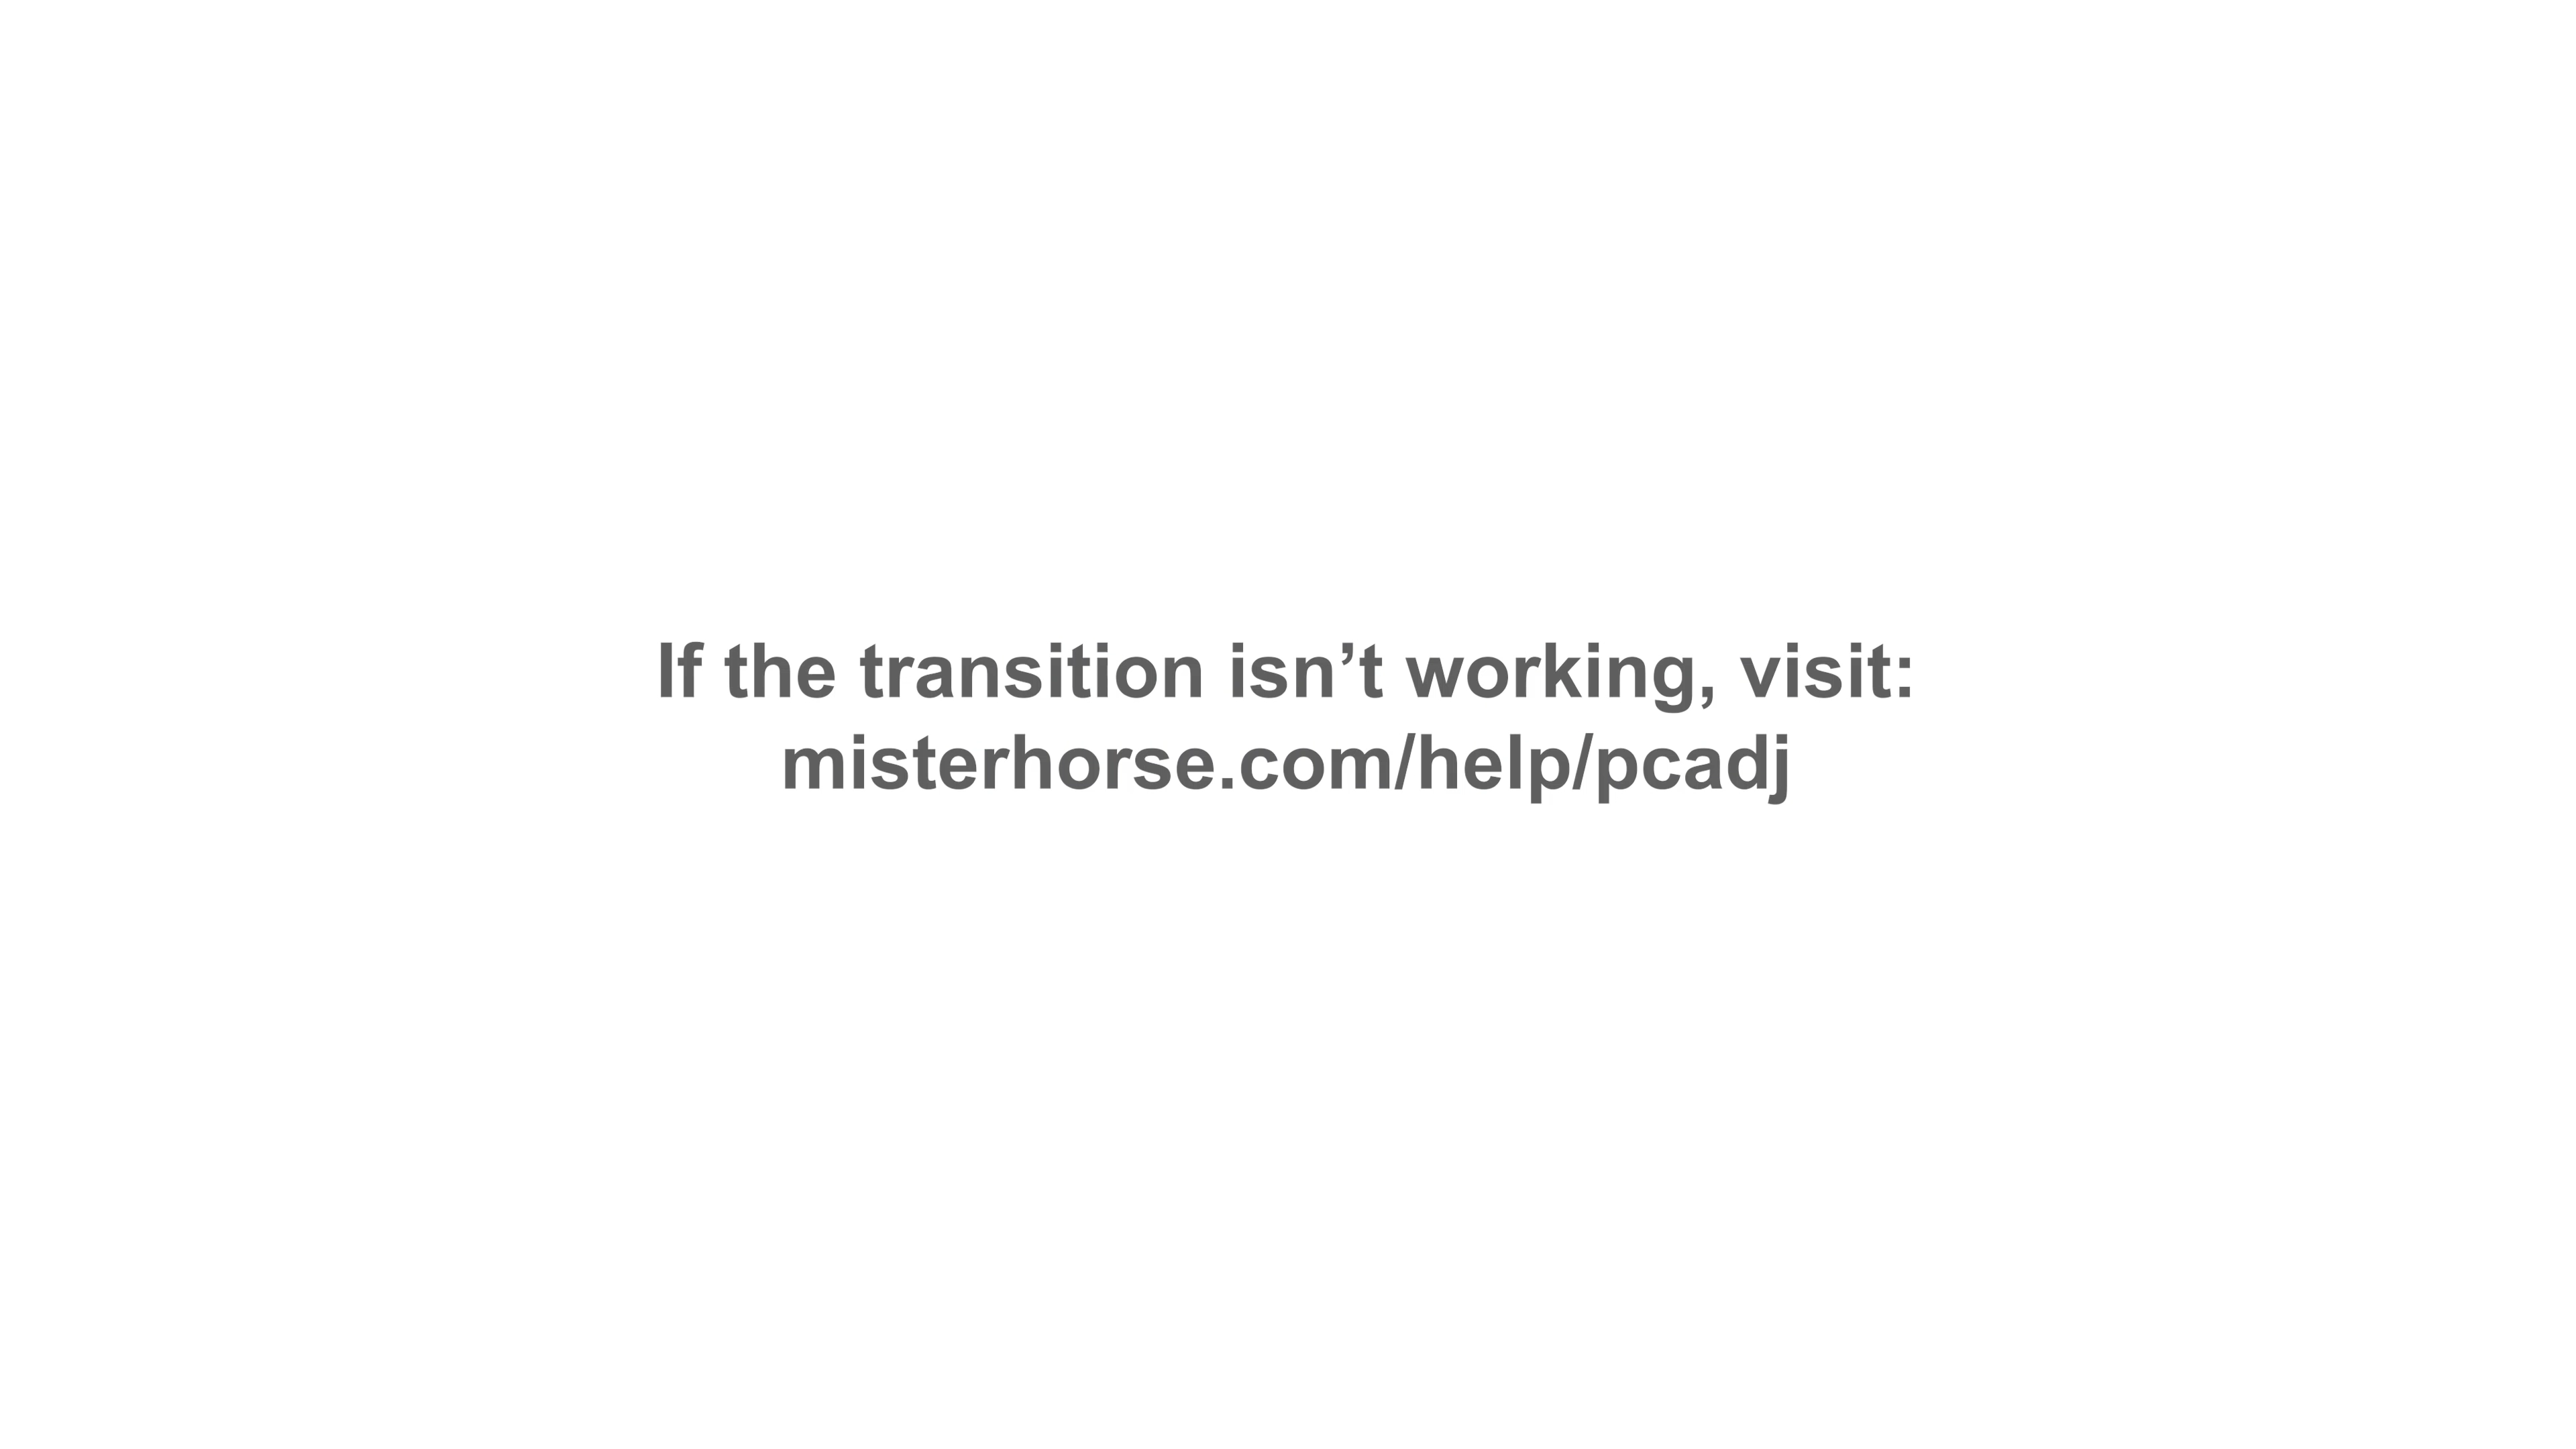 If the transition isn’t working, visit:
misterhorse.com/help/pcadj